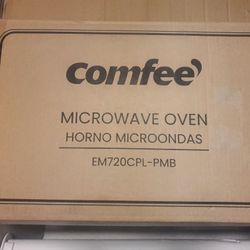 comfee'
MICROWAVE OVEN
HORNO MICROONDAS
EM720CPL-PMB